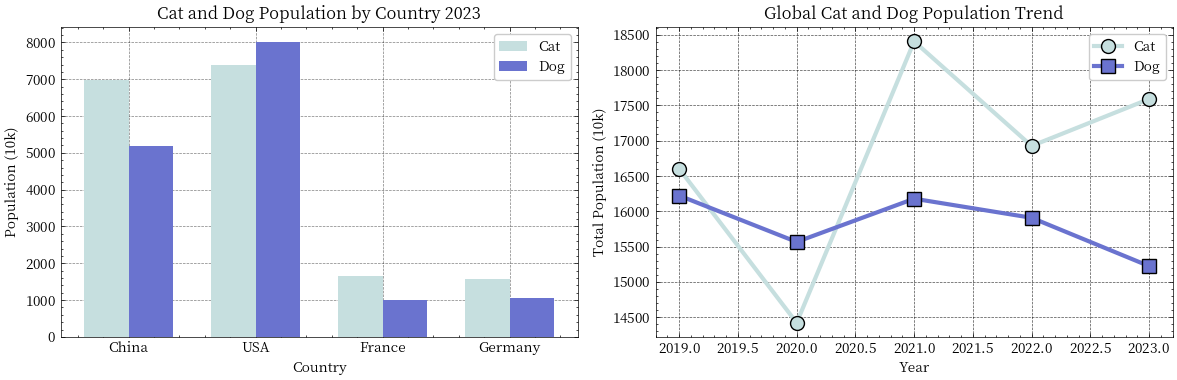 Cat and Dog Population by Country 2023
Population (10k)
8000
7000
6000
5000
4000
3000
2000
1000
0
Cat
Dog
China USA France Germany
Country
Global Cat and Dog Population Trend
Total Population (10k)
18500
18000
17500
17000
16500
16000
15500
15000
14500
Cat
Dog
2019.0 2019.5 2020.0 2020.5 2021.0 2021.5 2022.0 2022.5 2023.0
Year